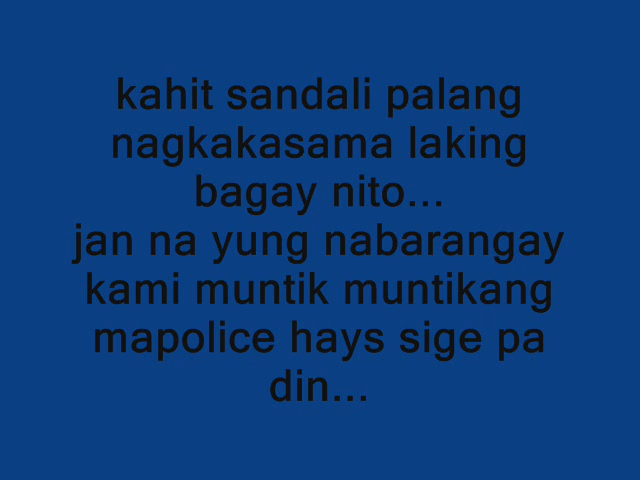 kahit sandali palang
nagkakasama laking
bagay nito...
jan na yung nabarangay
kami muntik muntikang
mapolice hays sige pa
din...